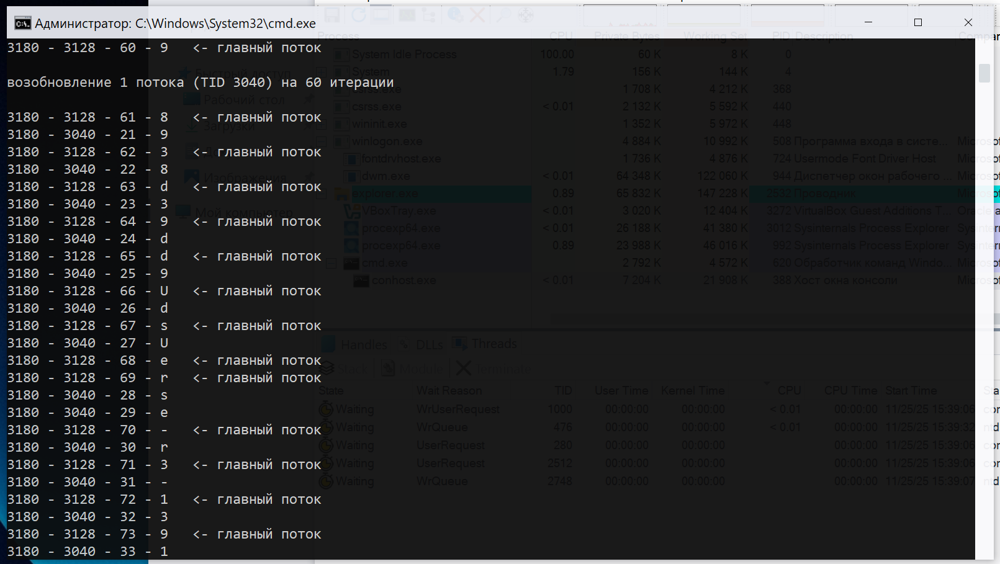 Администратор: C:\Windows\System32\cmd.exe
3180 - 3128 - 60 - 9 <- главный поток
возобновление 1 потока (TID 3040) на 60 итерации
3180 - 3128 - 61 - 8 <- главный поток
3180 - 3040 - 21 - 9
3180 - 3128 - 62 - 3 <- главный поток
3180 - 3040 - 22 - 8
3180 - 3128 - 63 - d <- главный поток
3180 - 3040 - 23 - 3
3180 - 3128 - 64 - 9 <- главный поток
3180 - 3040 - 24 - d
3180 - 3128 - 65 - d <- главный поток
3180 - 3040 - 25 - 9
3180 - 3128 - 66 - U <- главный поток
3180 - 3040 - 26 - d
3180 - 3128 - 67 - s <- главный поток
3180 - 3040 - 27 - U
3180 - 3128 - 68 - e <- главный поток
3180 - 3128 - 69 - r <- главный поток
3180 - 3040 - 28 - s
3180 - 3040 - 29 - e
3180 - 3128 - 70 - - <- главный поток
3180 - 3040 - 30 - r
3180 - 3128 - 71 - 3 <- главный поток
3180 - 3040 - 31 - -
3180 - 3128 - 72 - 1 <- главный поток
3180 - 3040 - 32 - 3
3180 - 3128 - 73 - 9 <- главный поток
3180 - 3040 - 33 - 1
Быстрый доступ
Рабочий стол
Загрузки
Изображения
Мой компьютер
Process CPU Private Bytes Working Set PID Description
System Idle Process 100.00 60 K 8 K 0
System 1.79 156 K 144 K 4
csrss.exe 1 708 K 4 212 K 368
csrss.exe < 0.01 2 132 K 5 592 K 440
wininit.exe 1 352 K 5 972 K 448
winlogon.exe 4 884 K 10 992 K 508 Программа входа в систе...
fontdrvhost.exe 1 736 K 4 876 K 724 Usermode Font Driver Host
dwm.exe < 0.01 64 348 K 122 060 K 944 Диспетчер окон рабочего ...
explorer.exe 0.89 65 832 K 147 228 K 2532 Проводник
VBoxTray.exe < 0.01 3 020 K 12 404 K 3272 VirtualBox Guest Additions T...
procexp64.exe < 0.01 26 188 K 41 380 K 3012 Sysinternals Process Explorer
procexp64.exe 0.89 23 988 K 46 016 K 992 Sysinternals Process Explorer
cmd.exe 2 792 K 4 572 K 620 Обработчик команд Windo...
conhost.exe < 0.01 7 204 K 21 908 K 388 Хост окна консоли
Handles DLLs Threads
Stack Module Terminate
State Wait Reason TID User Time Kernel Time CPU CPU Time Start Time
Waiting WrUserRequest 1000 00:00:00 00:00:00 < 0.01 00:00:00 11/25/25 15:39:06
Waiting WrQueue 476 00:00:00 00:00:00 < 0.01 00:00:00 11/25/25 15:39:32
Waiting UserRequest 280 00:00:00 00:00:00 00:00:00 11/25/25 15:39:06
Waiting UserRequest 2512 00:00:00 00:00:00 00:00:00 11/25/25 15:39:06
Waiting WrQueue 2748 00:00:00 00:00:00 00:00:00 11/25/25 15:39:07